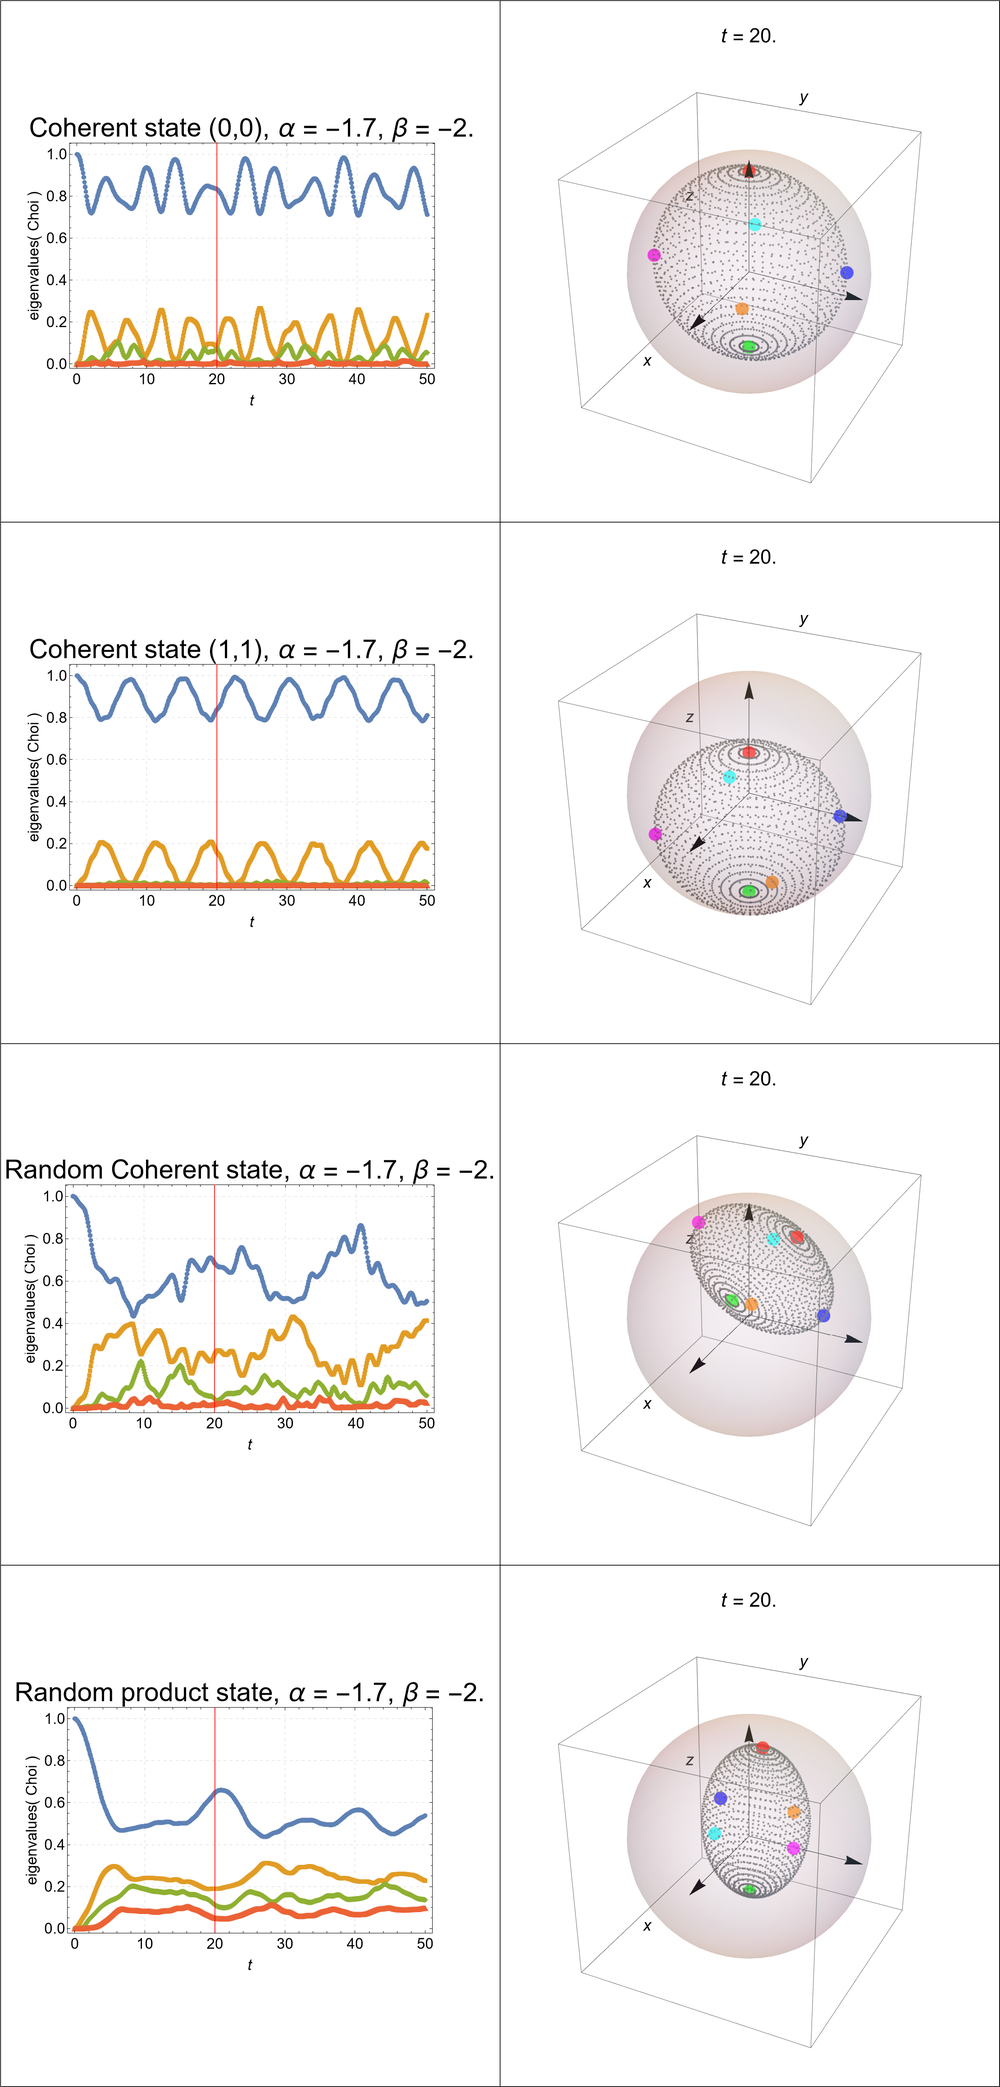 t = 20.
y
Coherent state (0,0), α = −1.7, β = −2.
1.0
0.8
0.6
0.4
0.2
0.0
eigenvalues( Choi )
0 10 20 30 40 50
t
z
x
t = 20.
y
Coherent state (1,1), α = −1.7, β = −2.
1.0
0.8
0.6
0.4
0.2
0.0
eigenvalues( Choi )
0 10 20 30 40 50
t
z
x
t = 20.
y
Random Coherent state, α = −1.7, β = −2.
1.0
0.8
0.6
0.4
0.2
0.0
eigenvalues( Choi )
0 10 20 30 40 50
t
z
x
t = 20.
y
Random product state, α = −1.7, β = −2.
1.0
0.8
0.6
0.4
0.2
0.0
eigenvalues( Choi )
0 10 20 30 40 50
t
z
x